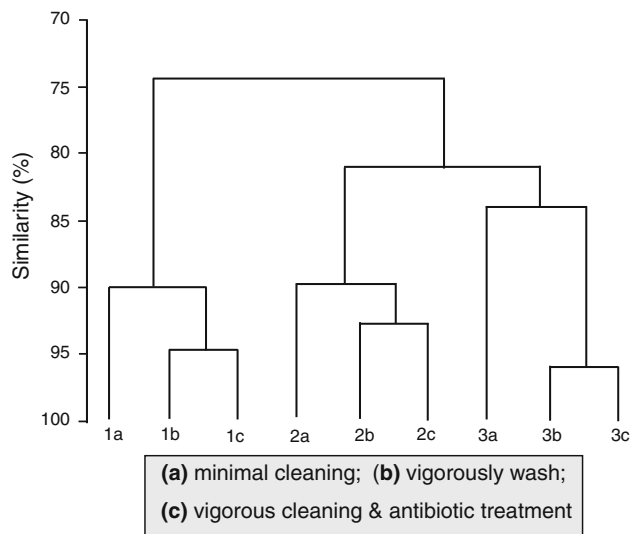 70
75
80
85
90
95
100
Similarity (%)
1a 1b 1c 2a 2b 2c 3a 3b 3c
(a) minimal cleaning; (b) vigorously wash;
(c) vigorous cleaning & antibiotic treatment